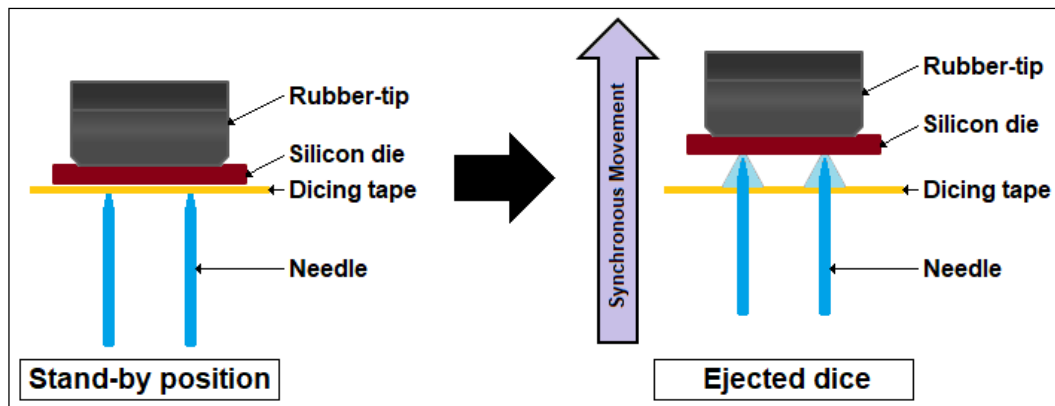 Rubber-tip
Silicon die
Dicing tape
Needle
Stand-by position
Synchronous Movement
Rubber-tip
Silicon die
Dicing tape
Needle
Ejected dice